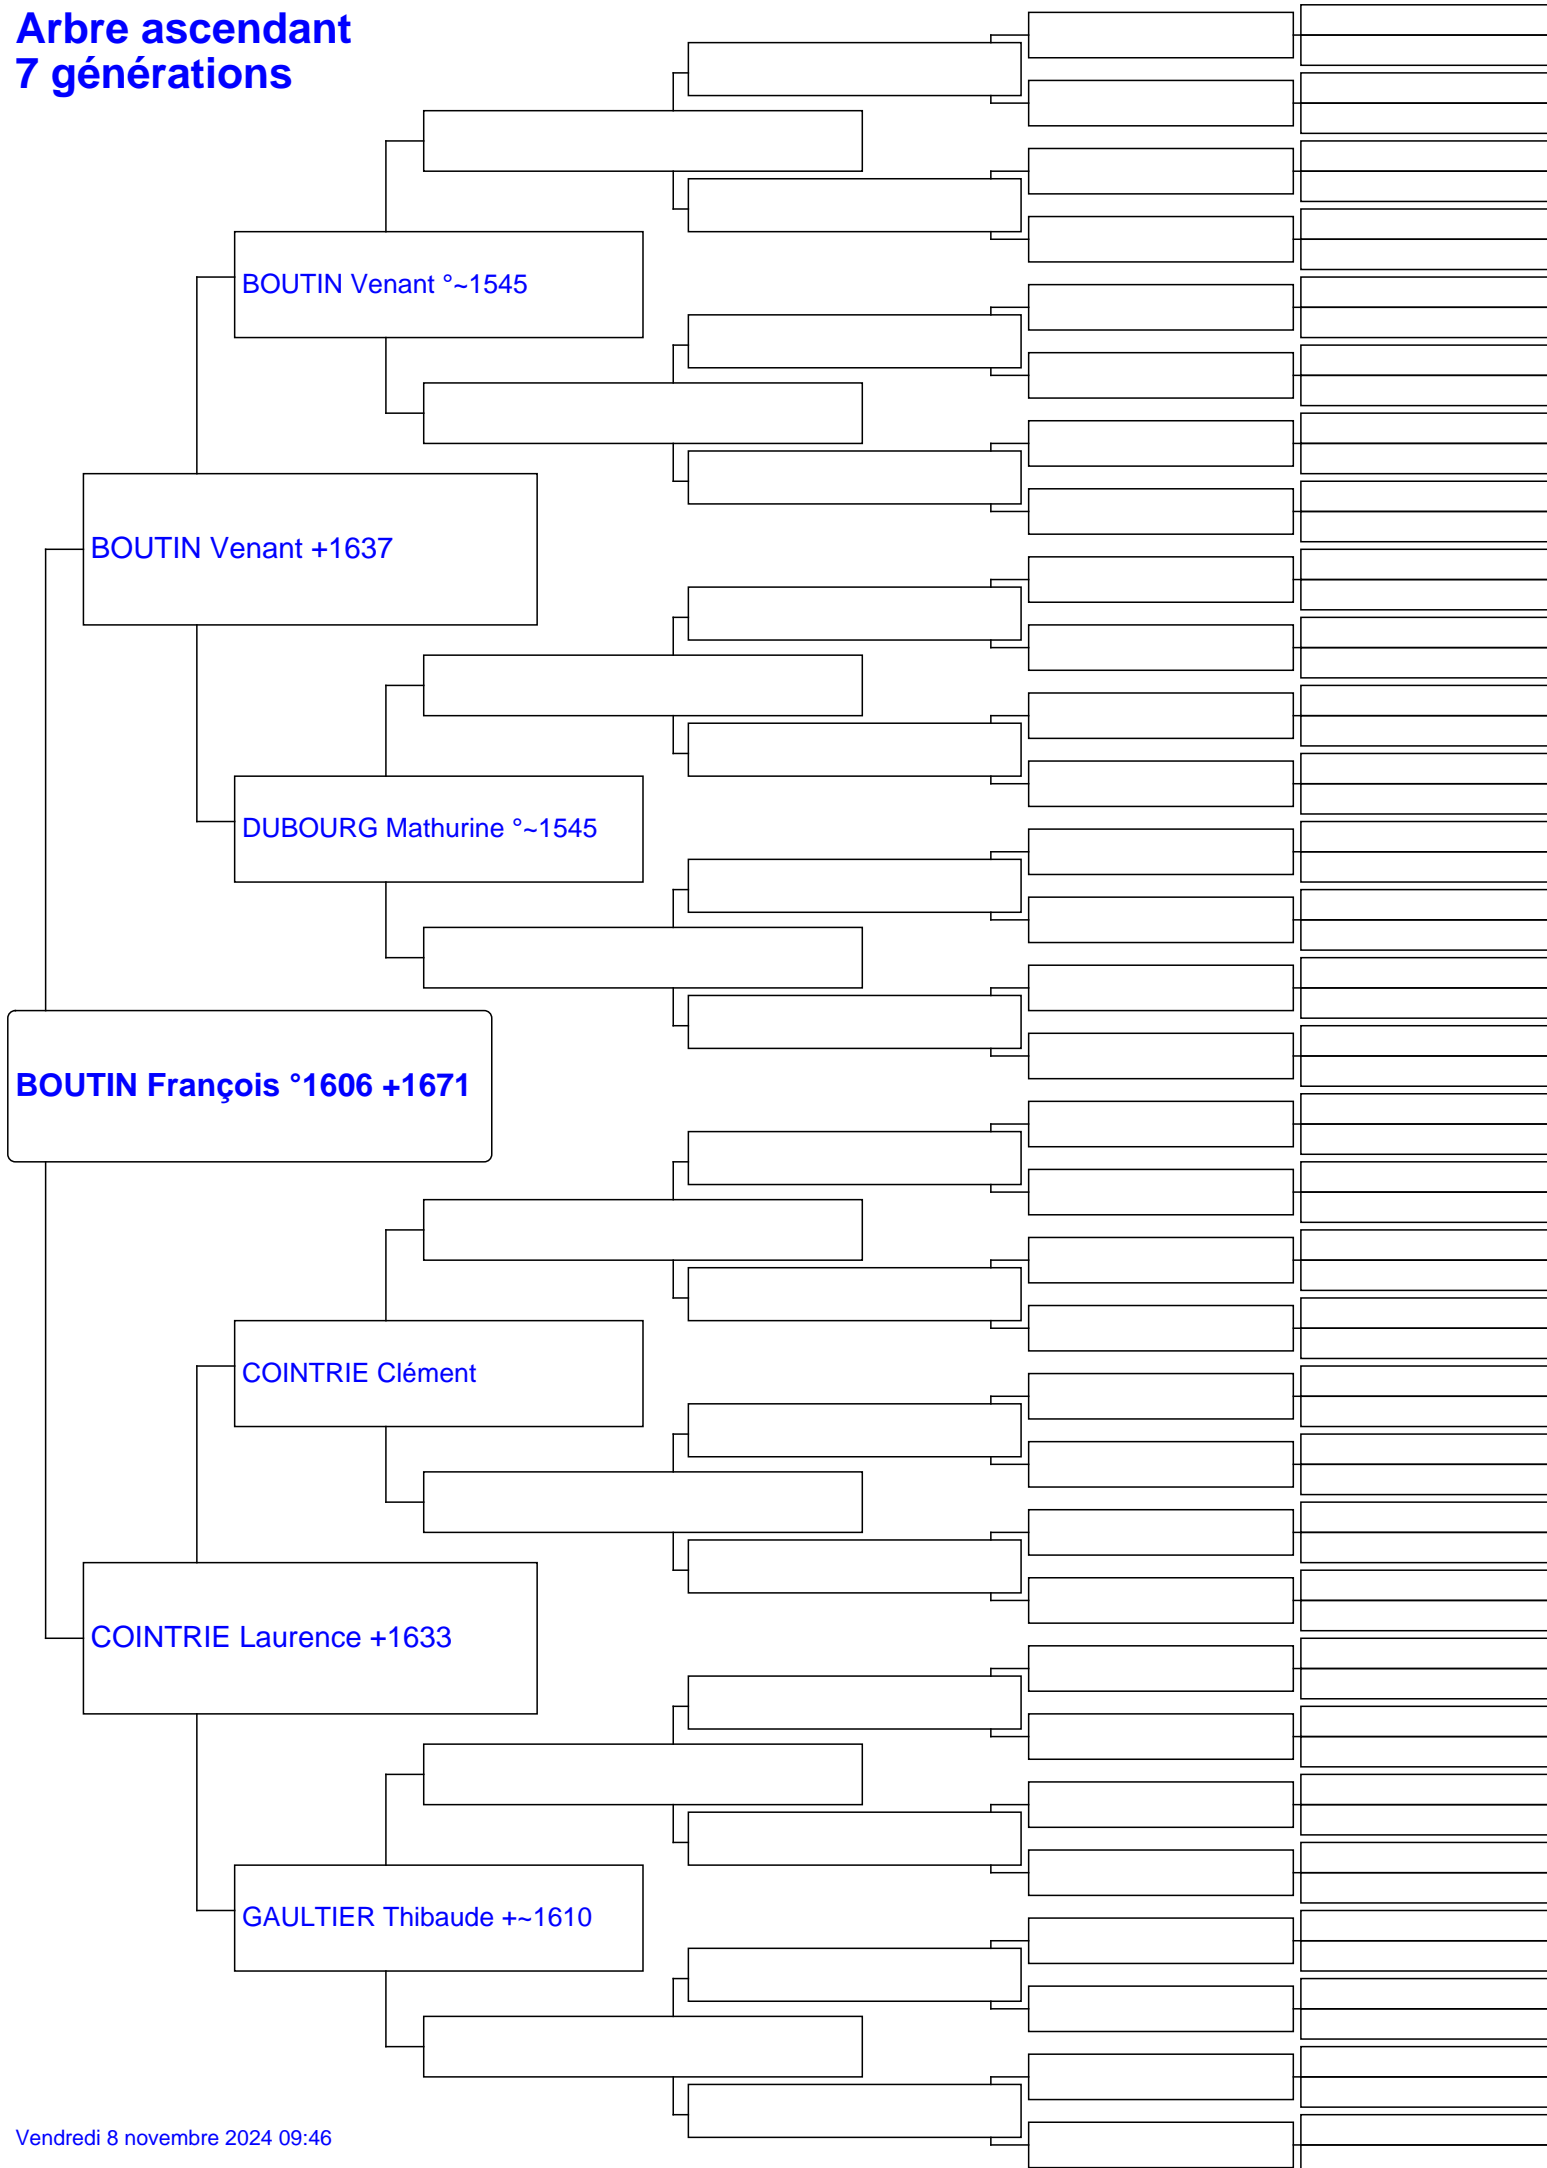 Arbre ascendant
7 générations
BOUTIN Venant °~1545
BOUTIN Venant +1637
DUBOURG Mathurine °~1545
BOUTIN François °1606 +1671
COINTRIE Clément
COINTRIE Laurence +1633
GAULTIER Thibaude +~1610
Vendredi 8 novembre 2024 09:46